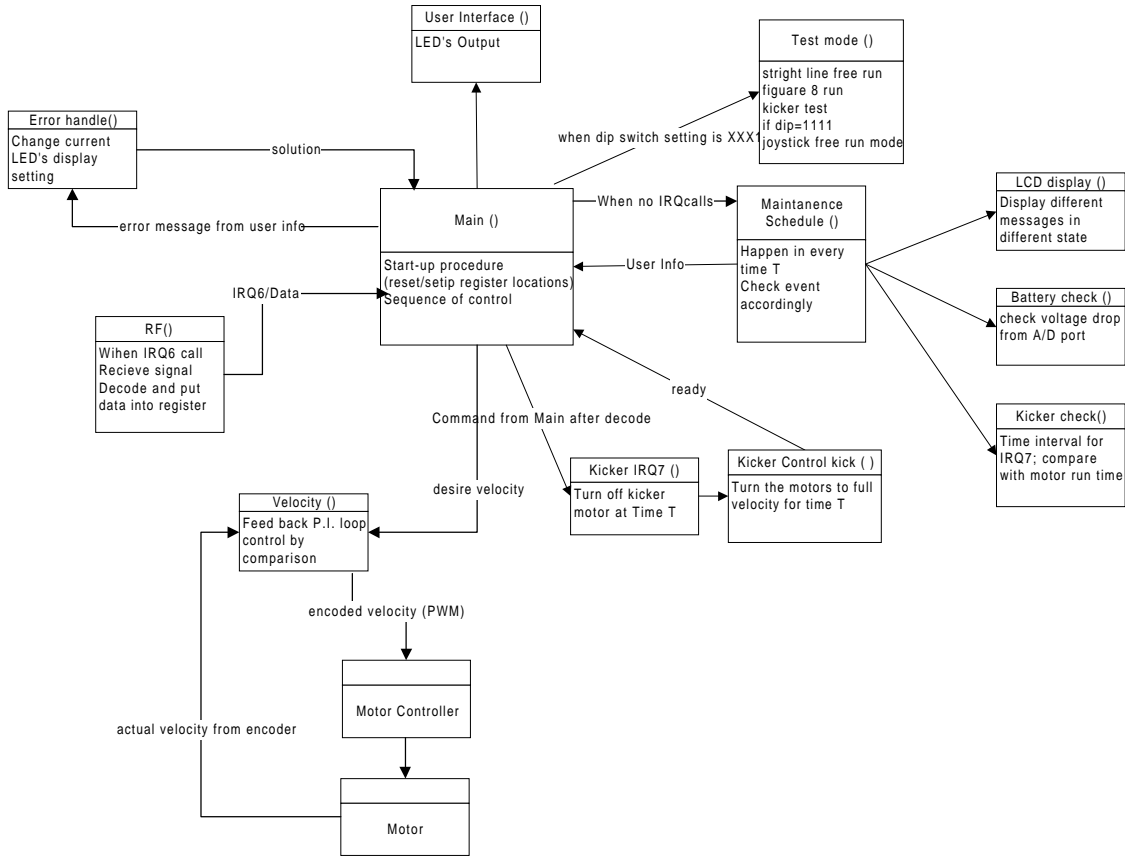 User Interface ()
LED's Output
Test mode ()
stright line free run
figuare 8 run
kicker test
if dip=1111
joystick free run mode
when dip switch setting is XXX1
Error handle()
Change current
LED's display
setting
solution
error message from user info
Main ()
Start-up procedure
(reset/setip register locations)
Sequence of control
When no IRQcalls
User Info
Maintanence
Schedule ()
Happen in every
time T
Check event
accordingly
LCD display ()
Display different
messages in
different state
Battery check ()
check voltage drop
from A/D port
Kicker check()
Time interval for
IRQ7; compare
with motor run time
IRQ6/Data
RF()
Wihen IRQ6 call
Recieve signal
Decode and put
data into register
ready
Command from Main after decode
Kicker IRQ7 ()
Turn off kicker
motor at Time T
Kicker Control kick ( )
Turn the motors to full
velocity for time T
desire velocity
Velocity ()
Feed back P.I. loop
control by
comparison
encoded velocity (PWM)
Motor Controller
actual velocity from encoder
Motor